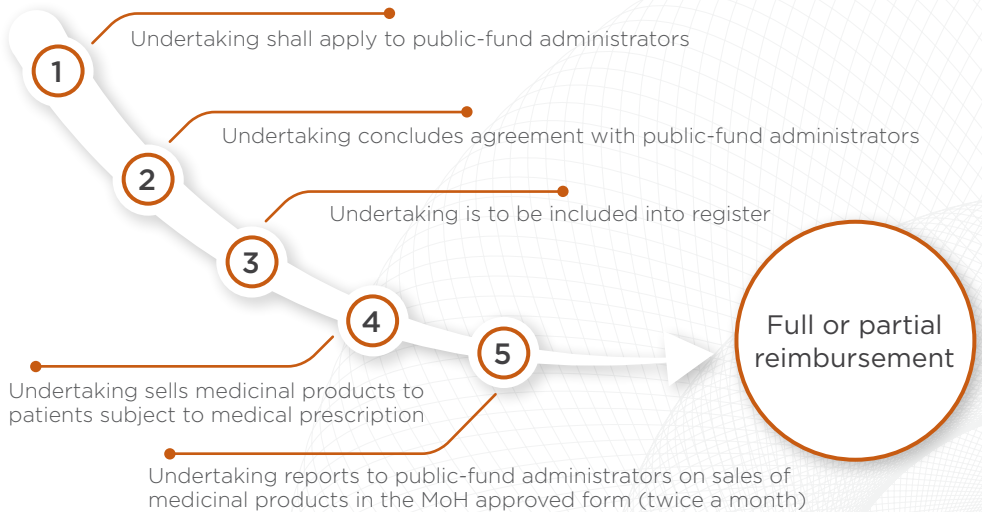 1
Undertaking shall apply to public-fund administrators
2
Undertaking concludes agreement with public-fund administrators
3
Undertaking is to be included into register
4
Undertaking sells medicinal products to
patients subject to medical prescription
5
Undertaking reports to public-fund administrators on sales of
medicinal products in the MoH approved form (twice a month)
Full or partial
reimbursement